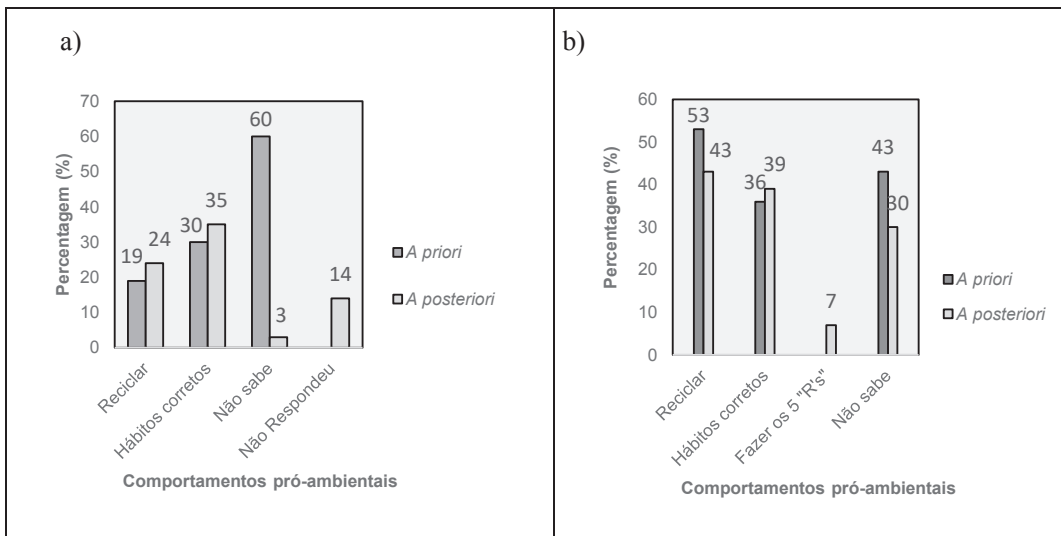 a)
Percentagem (%)
70
60
50
40
30
20
10
0
19
24
30
35
60
3
14
Reciclar
Hábitos corretos
Não sabe
Não Respondeu
Comportamentos pró-ambientais
A priori
A posteriori
b)
Percentagem (%)
60
50
40
30
20
10
0
53
43
36
39
7
43
30
Reciclar
Hábitos corretos
Fazer os 5 "R's"
Não sabe
Comportamentos pró-ambientais
A priori
A posteriori